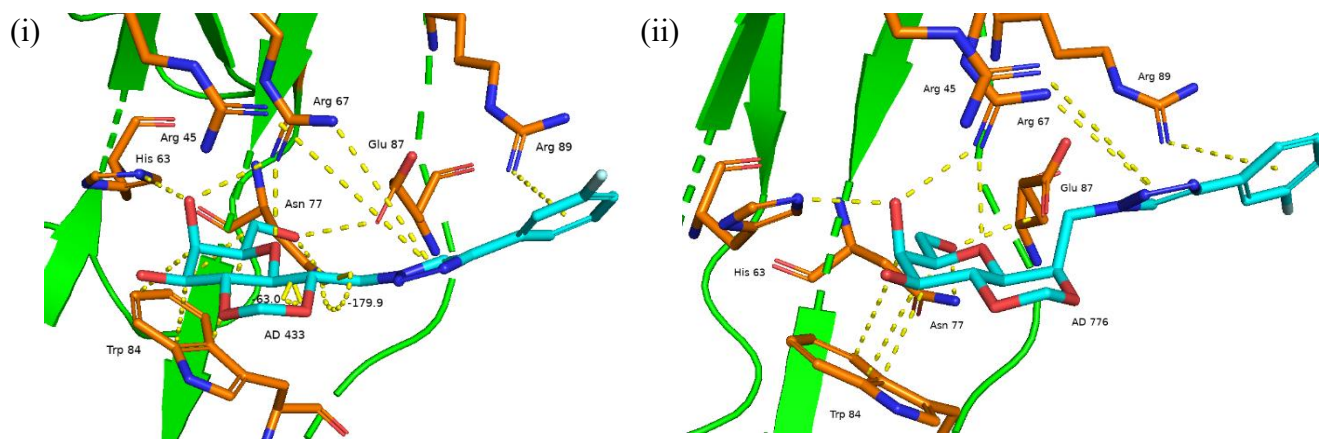 (i)
Arg 67
Arg 45
His 63
Glu 87
Arg 89
Asn 77
-63.0
-179.9
AD 433
Trp 84
(ii)
Arg 89
Arg 45
Arg 67
Glu 87
His 63
Asn 77
AD 776
Trp 84